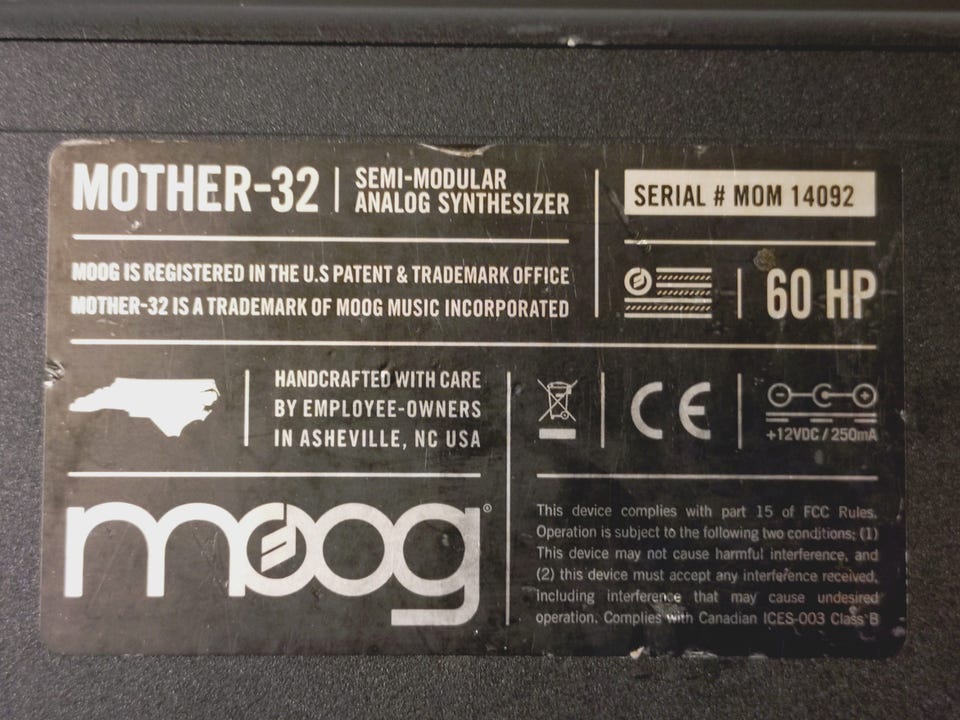 MOTHER-32
SEMI-MODULAR
ANALOG SYNTHESIZER
SERIAL # MOM 14092
MOOG IS REGISTERED IN THE U.S PATENT & TRADEMARK OFFICE
MOTHER-32 IS A TRADEMARK OF MOOG MUSIC INCORPORATED
60 HP
HANDCRAFTED WITH CARE
BY EMPLOYEE-OWNERS
IN ASHEVILLE, NC USA
CE
+12VDC / 250mA
moog®
This device complies with part 15 of FCC Rules.
Operation is subject to the following two conditions; (1)
This device may not cause harmful interference, and
(2) this device must accept any interference received,
including interference that may cause undesired
operation. Complies with Canadian ICES-003 Class B